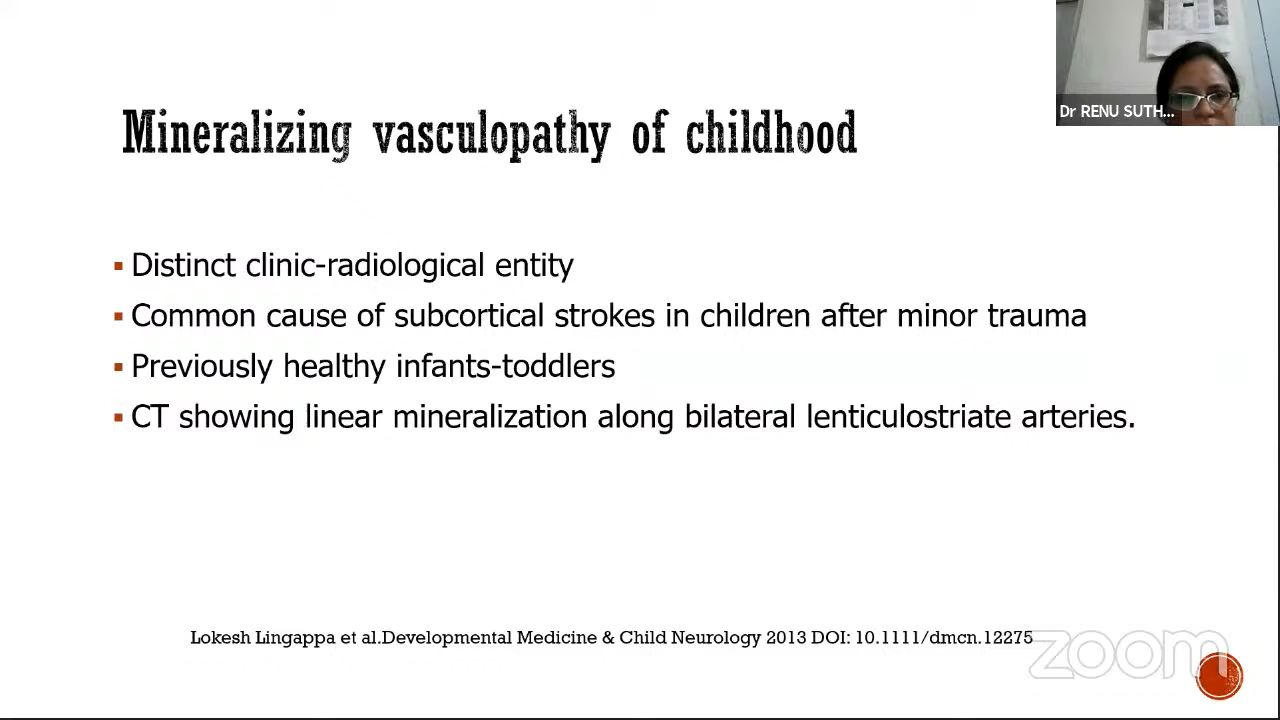 Dr RENU SUTH...
Mineralizing vasculopathy of childhood
Distinct clinic-radiological entity
Common cause of subcortical strokes in children after minor trauma
Previously healthy infants-toddlers
CT showing linear mineralization along bilateral lenticulostriate arteries.
Lokesh Lingappa et al.Developmental Medicine & Child Neurology 2013 DOI: 10.1111/dmcn.12275
zoom